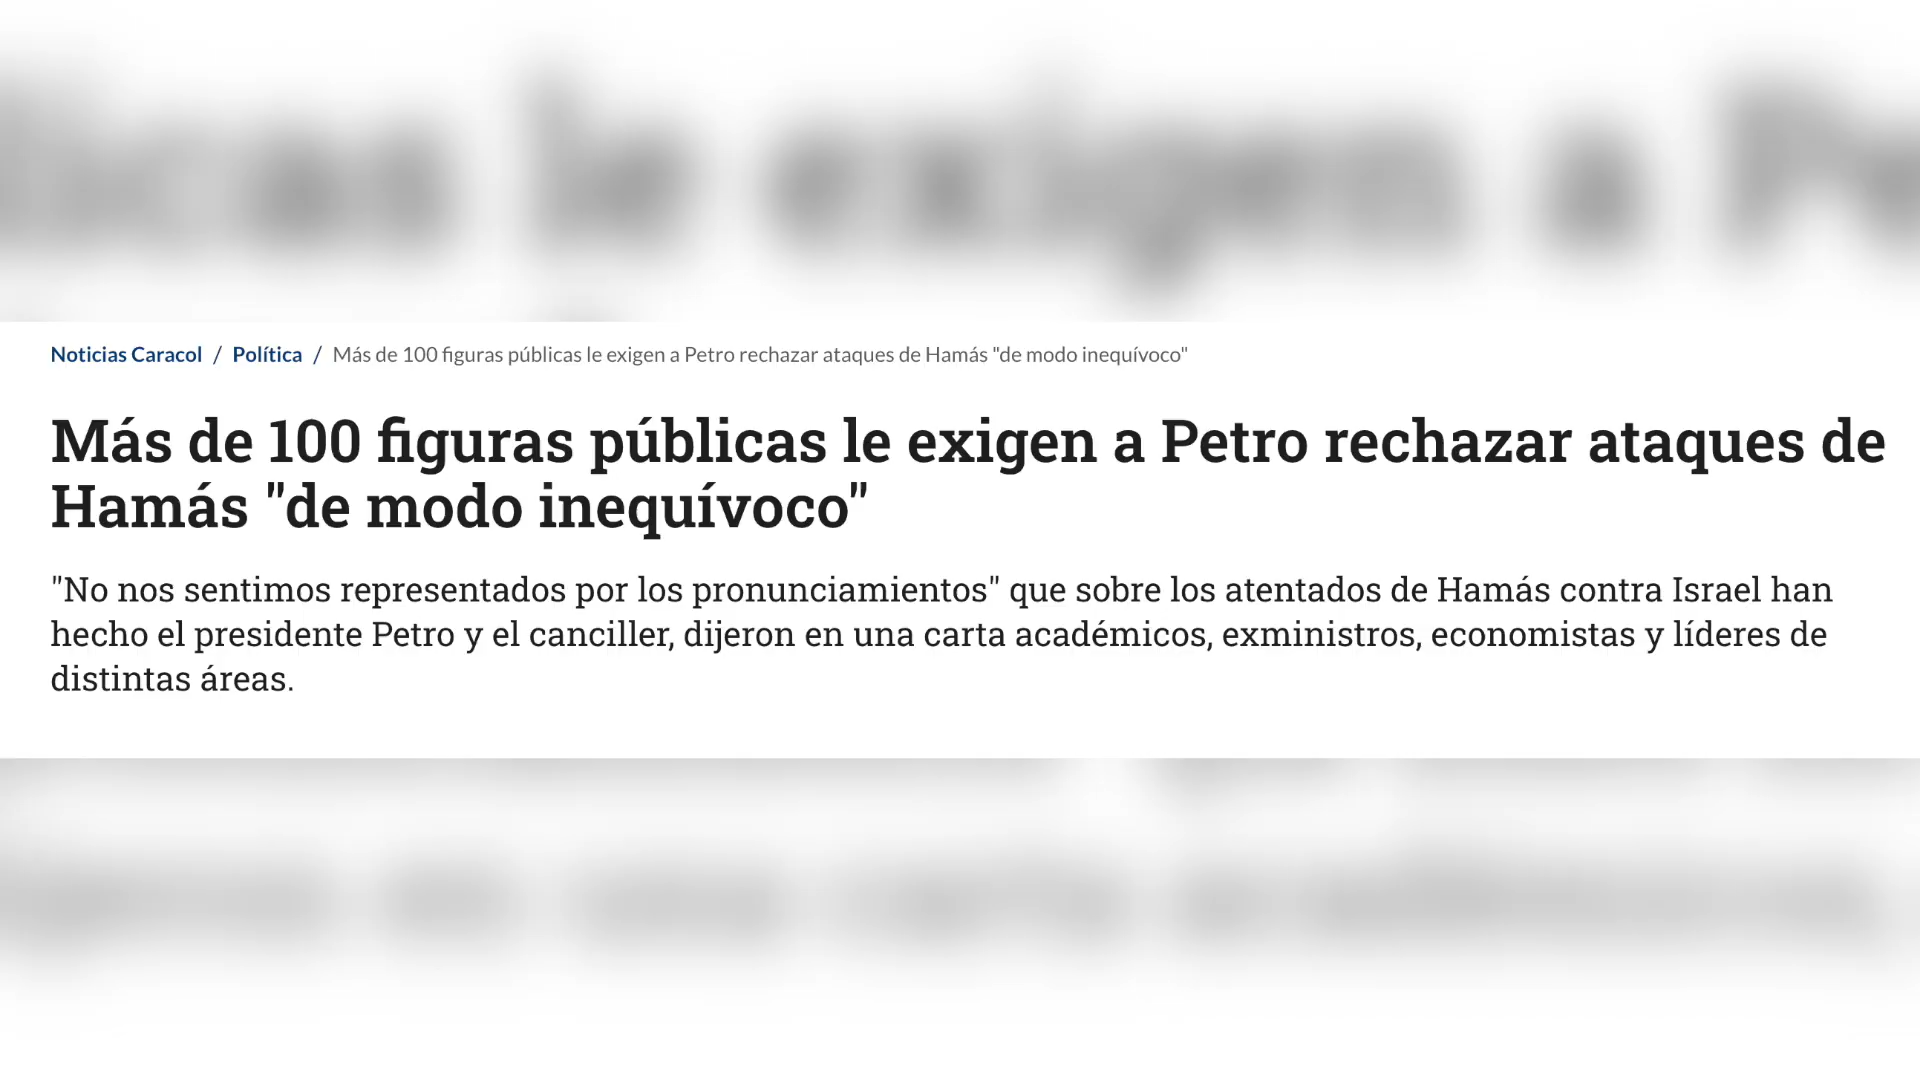 Noticias Caracol / Política / Más de 100 figuras públicas le exigen a Petro rechazar ataques de Hamás "de modo inequívoco"
Más de 100 figuras públicas le exigen a Petro rechazar ataques de
Hamás "de modo inequívoco"
"No nos sentimos representados por los pronunciamientos" que sobre los atentados de Hamás contra Israel han
hecho el presidente Petro y el canciller, dijeron en una carta académicos, exministros, economistas y líderes de
distintas áreas.